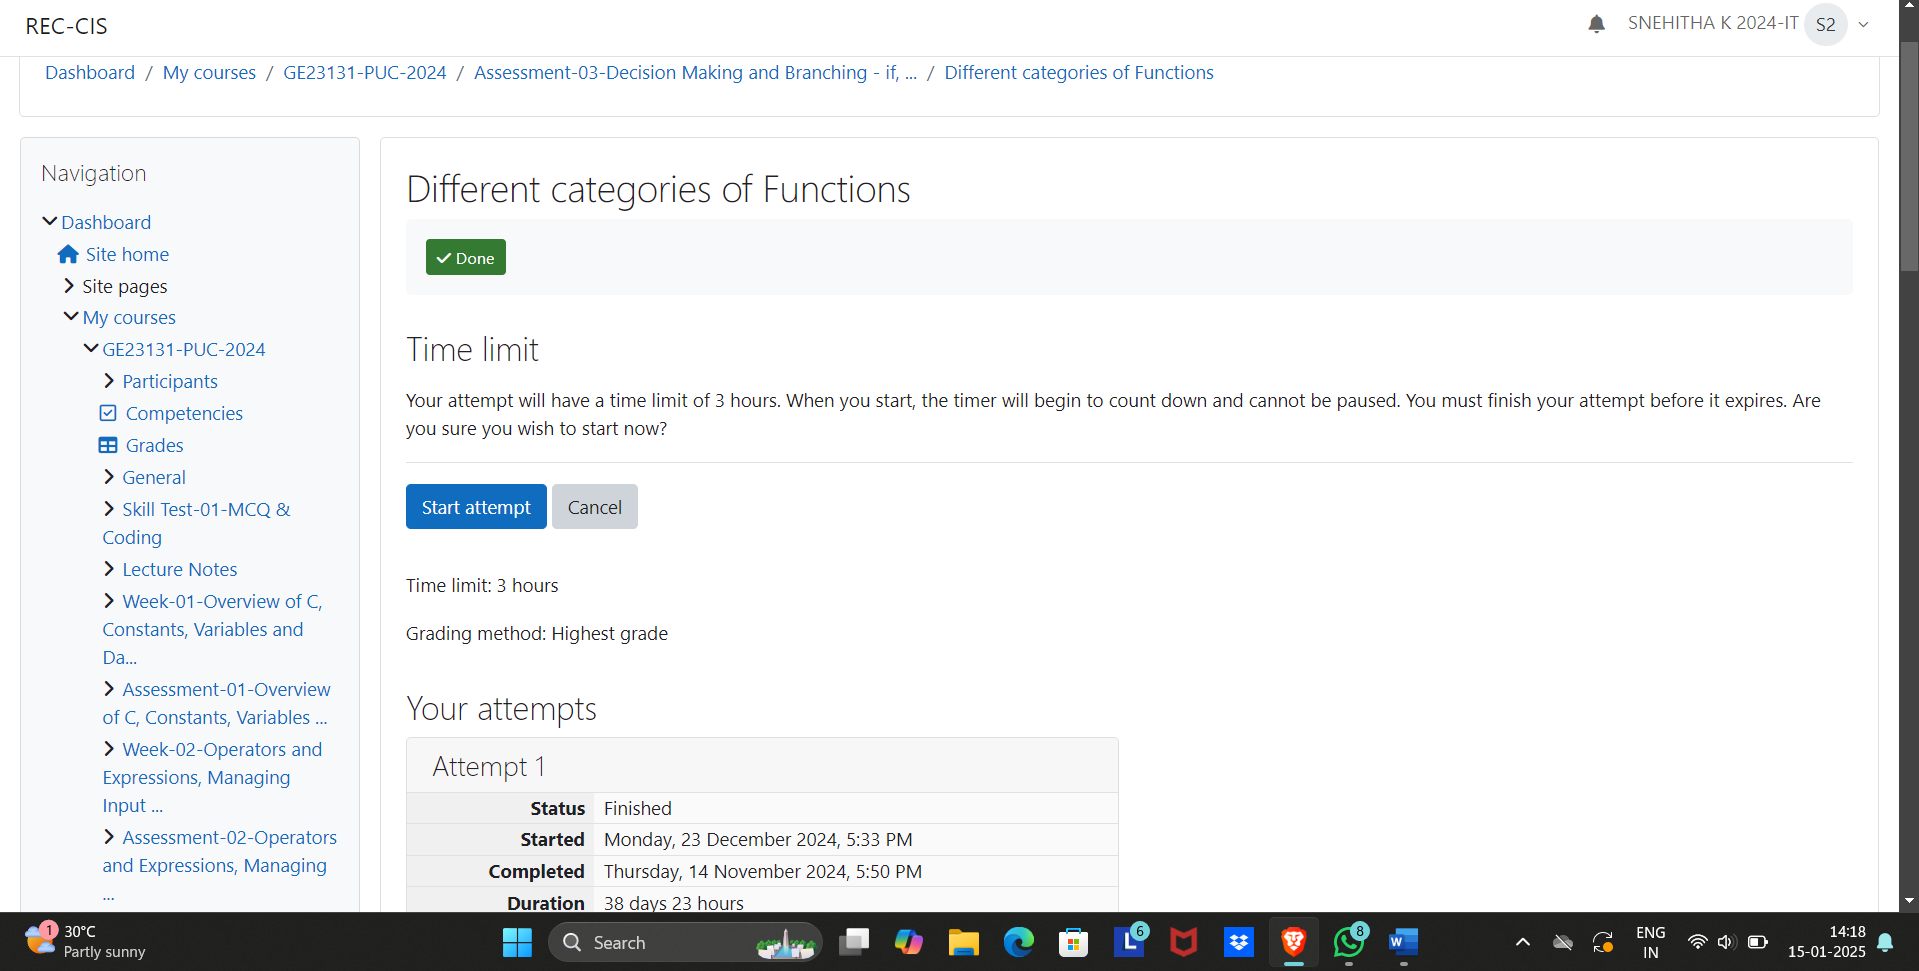 REC-CIS
SNEHITHA K 2024-IT S2
Dashboard / My courses / GE23131-PUC-2024 / Assessment-03-Decision Making and Branching - if, ... / Different categories of Functions
Navigation
Dashboard
Site home
Site pages
My courses
GE23131-PUC-2024
Participants
Competencies
Grades
General
Skill Test-01-MCQ &
Coding
Lecture Notes
Week-01-Overview of C,
Constants, Variables and
Da...
Assessment-01-Overview
of C, Constants, Variables ...
Week-02-Operators and
Expressions, Managing
Input ...
Assessment-02-Operators
and Expressions, Managing
...
Different categories of Functions
Done
Time limit
Your attempt will have a time limit of 3 hours. When you start, the timer will begin to count down and cannot be paused. You must finish your attempt before it expires. Are
you sure you wish to start now?
Start attempt Cancel
Time limit: 3 hours
Grading method: Highest grade
Your attempts
Attempt 1
Status Finished
Started Monday, 23 December 2024, 5:33 PM
Completed Thursday, 14 November 2024, 5:50 PM
Duration 38 days 23 hours
1
30°C
Partly sunny
Search
L 6
8
W
ENG
IN
14:18
15-01-2025